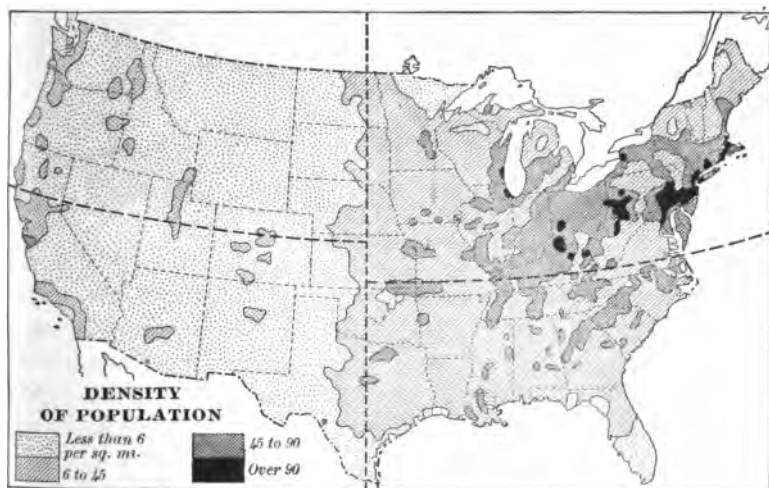 DENSITY
OF POPULATION
Less than 6
per sq. mi.
6 to 45
45 to 90
Over 90